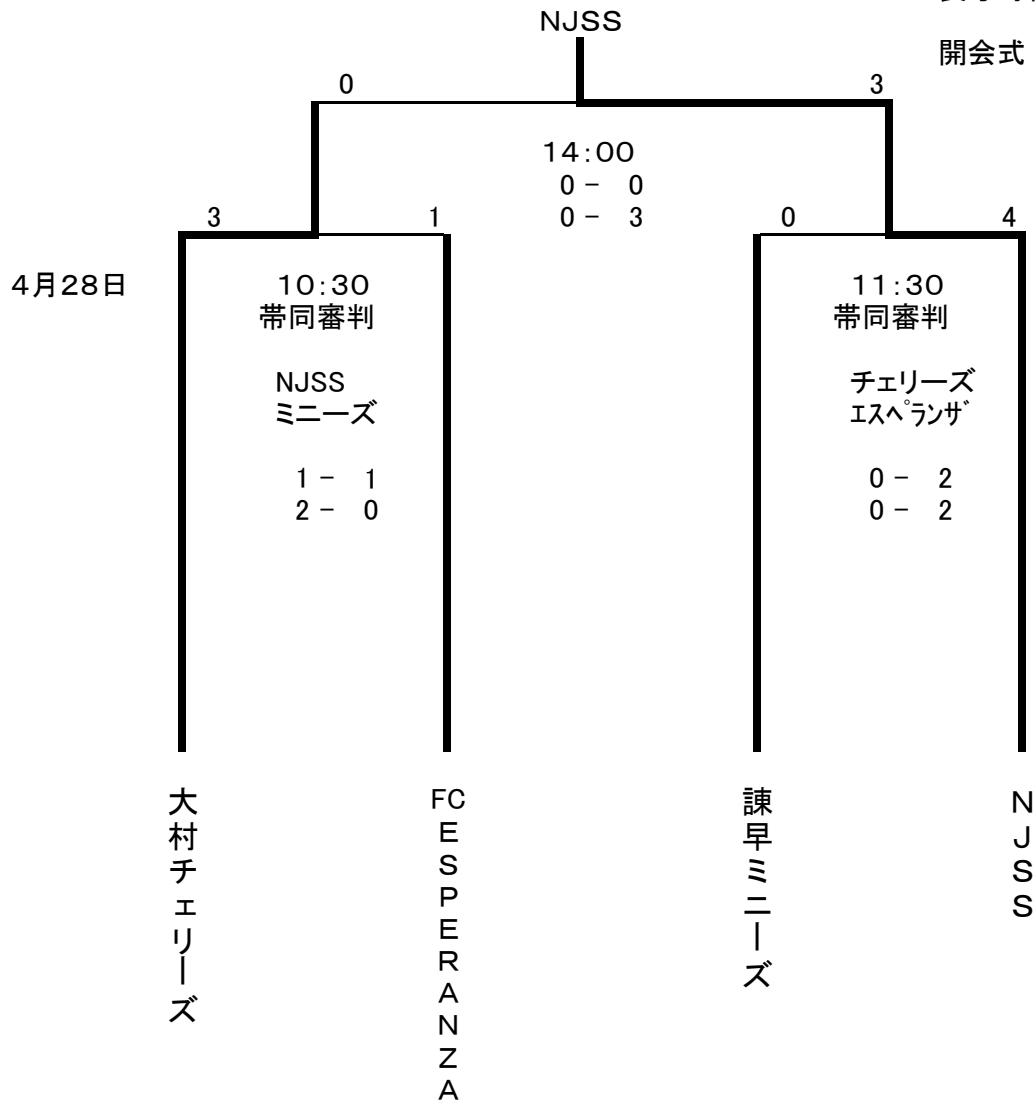 NJSS
開会式
0
3
14:00
0 - 0
0 - 3
3
1
0
4
4月28日
10:30
帯同審判
NJSS
ミニーズ
1 - 1
2 - 0
11:30
帯同審判
チェリーズ
ｴｽﾍﾟﾗﾝｻﾞ
0 - 2
0 - 2
大村チェリーズ
FC ESPERANZA
諫早ミニーズ
NJSS